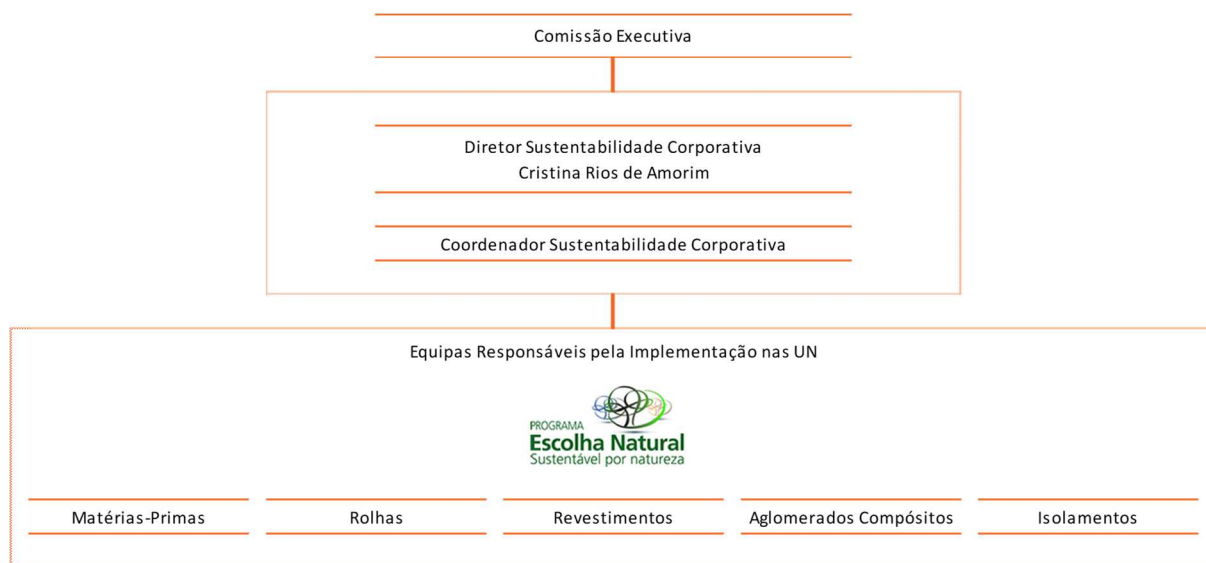 Comissão Executiva
Diretor Sustentabilidade Corporativa
Cristina Rios de Amorim
Coordenador Sustentabilidade Corporativa
Equipas Responsáveis pela Implementação nas UN
PROGRAMA
Escolha Natural
Sustentável por natureza
Matérias-Primas
Rolhas
Revestimentos
Aglomerados Compósitos
Isolamentos